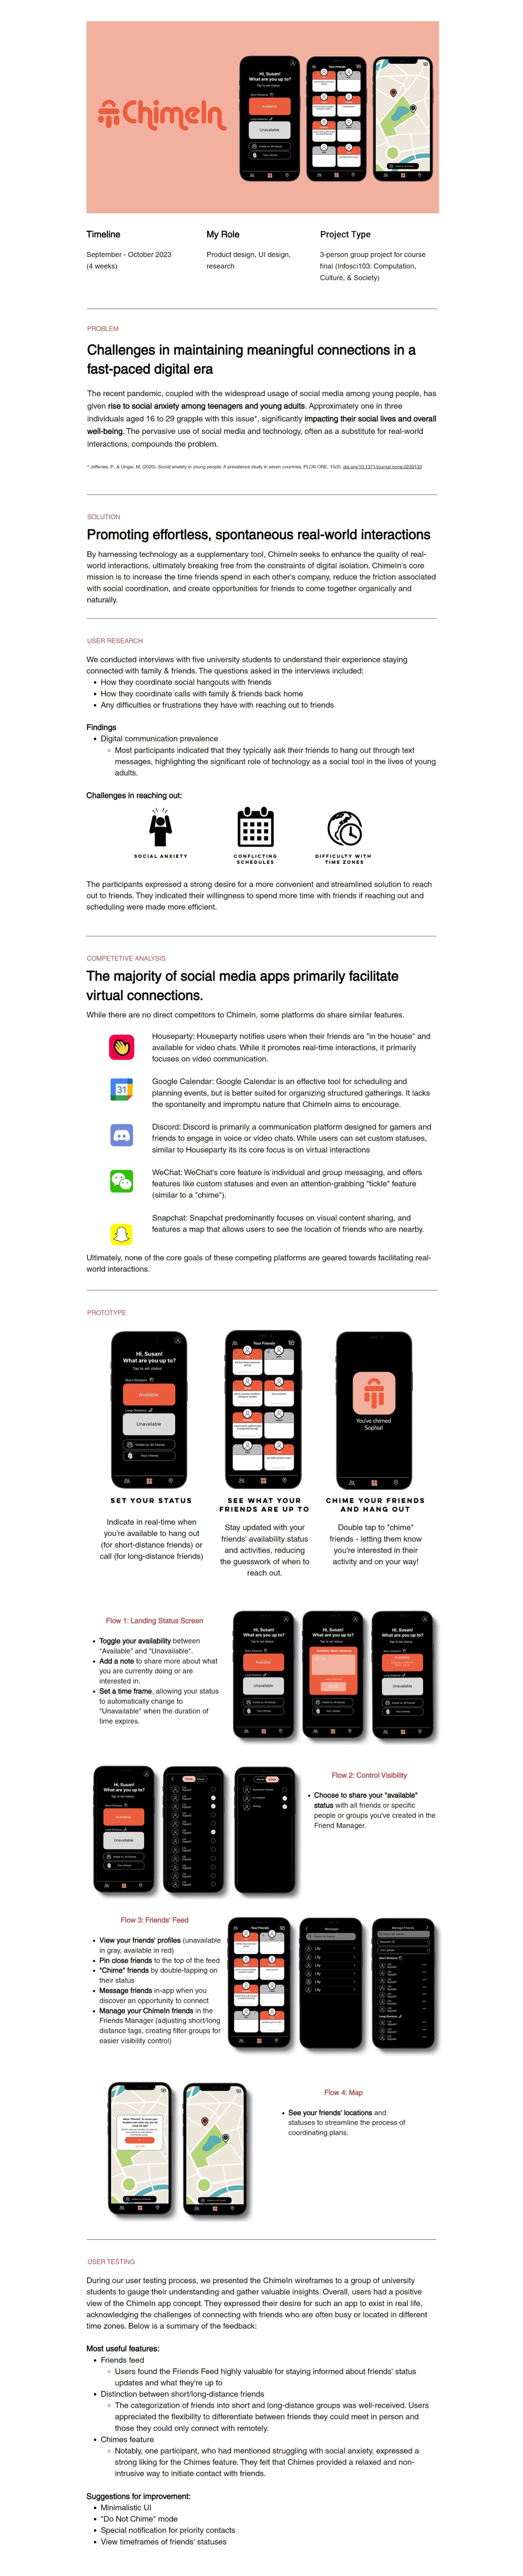 ChimeIn
Hi, Susan!
What are you up to?
Tap to set status
Short-Distance
Available
Long-Distance
Unavailable
Your Friends
Timeline
My Role
Project Type
September - October 2023
(4 weeks)
Product design, UI design,
research
3-person group project for course
final (Infosci103: Computation,
Culture, & Society)
PROBLEM
Challenges in maintaining meaningful connections in a
fast-paced digital era
The recent pandemic, coupled with the widespread usage of social media among young people, has
given rise to social anxiety among teenagers and young adults. Approximately one in three
individuals aged 16 to 29 grapple with this issue*, significantly impacting their social lives and overall
well-being. The pervasive use of social media and technology, often as a substitute for real-world
interactions, compounds the problem.
* Jefferies, P., & Ungar, M. (2020). Social anxiety in young people: A prevalence study in seven countries. PLOS ONE, 15(9). doi.org/10.1371/journal.pone.0239133
SOLUTION
Promoting effortless, spontaneous real-world interactions
By harnessing technology as a supplementary tool, ChimeIn seeks to enhance the quality of real-
world interactions, ultimately breaking free from the constraints of digital isolation. ChimeIn's core
mission is to increase the time friends spend in each other's company, reduce the friction associated
with social coordination, and create opportunities for friends to come together organically and
naturally.
USER RESEARCH
We conducted interviews with five university students to understand their experience staying
connected with family & friends. The questions asked in the interviews included:
• How they coordinate social hangouts with friends
• How they coordinate calls with family & friends back home
• Any difficulties or frustrations they have with reaching out to friends
Findings
• Digital communication prevalence
◦ Most participants indicated that they typically ask their friends to hang out through text
messages, highlighting the significant role of technology as a social tool in the lives of young
adults.
Challenges in reaching out:
SOCIAL ANXIETY
CONFLICTING
SCHEDULES
DIFFICULTY WITH
TIME ZONES
The participants expressed a strong desire for a more convenient and streamlined solution to reach
out to friends. They indicated their willingness to spend more time with friends if reaching out and
scheduling were made more efficient.
COMPETETIVE ANALYSIS
The majority of social media apps primarily facilitate
virtual connections.
While there are no direct competitors to ChimeIn, some platforms do share similar features.
Houseparty: Houseparty notifies users when their friends are "in the house" and
available for video chats. While it promotes real-time interactions, it primarily
focuses on video communication.
31
Google Calendar: Google Calendar is an effective tool for scheduling and
planning events, but is better suited for organizing structured gatherings. It lacks
the spontaneity and impromptu nature that ChimeIn aims to encourage.
Discord: Discord is primarily a communication platform designed for gamers and
friends to engage in voice or video chats. While users can set custom statuses,
similar to Houseparty its its core focus is on virtual interactions
WeChat: WeChat's core feature is individual and group messaging, and offers
features like custom statuses and even an attention-grabbing "tickle" feature
(similar to a "chime").
Snapchat: Snapchat predominantly focuses on visual content sharing, and
features a map that allows users to see the location of friends who are nearby.
Ultimately, none of the core goals of these competing platforms are geared towards facilitating real-
world interactions.
PROTOTYPE
Hi, Susan!
What are you up to?
Tap to set status
Short-Distance
Available
Long-Distance
Unavailable
Visible to: All Friends
Your chimes
Your Friends
You've chimed
Sophia!
SET YOUR STATUS
Indicate in real-time when
you're available to hang out
(for short-distance friends) or
call (for long-distance friends)
SEE WHAT YOUR
FRIENDS ARE UP TO
Stay updated with your
friends' availability status
and activities, reducing
the guesswork of when to
reach out.
CHIME YOUR FRIENDS
AND HANG OUT
Double tap to "chime"
friends - letting them know
you're interested in their
activity and on your way!
Flow 1: Landing Status Screen
• Toggle your availability between
"Available" and "Unavailable".
• Add a note to share more about what
you are currently doing or are
interested in.
• Set a time frame, allowing your status
to automatically change to
"Unavailable" when the duration of
time expires.
Hi, Susan!
What are you up to?
Available
Unavailable
Hi, Susan!
What are you up to?
Hi, Susan!
What are you up to?
Available
Unavailable
Flow 2: Control Visibility
• Choose to share your "available"
status with all friends or specific
people or groups you've created in the
Friend Manager.
Hi, Susan!
What are you up to?
Available
Unavailable
Flow 3: Friends' Feed
• View your friends' profiles (unavailable
in gray, available in red)
• Pin close friends to the top of the feed
• "Chime" friends by double-tapping on
their status
• Message friends in-app when you
discover an opportunity to connect
• Manage your ChimeIn friends in the
Friends Manager (adjusting short/long
distance tags, creating filter groups for
easier visibility control)
Your Friends
Messages
Lily
Lily
Lily
Lily
Lily
Manage Friends
Flow 4: Map
• See your friends' locations and
statuses to streamline the process of
coordinating plans.
USER TESTING
During our user testing process, we presented the ChimeIn wireframes to a group of university
students to gauge their understanding and gather valuable insights. Overall, users had a positive
view of the ChimeIn app concept. They expressed their desire for such an app to exist in real life,
acknowledging the challenges of connecting with friends who are often busy or located in different
time zones. Below is a summary of the feedback:
Most useful features:
• Friends feed
◦ Users found the Friends Feed highly valuable for staying informed about friends' status
updates and what they're up to
• Distinction between short/long-distance friends
◦ The categorization of friends into short and long-distance groups was well-received. Users
appreciated the flexibility to differentiate between friends they could meet in person and
those they could only connect with remotely.
• Chimes feature
◦ Notably, one participant, who had mentioned struggling with social anxiety, expressed a
strong liking for the Chimes feature. They felt that Chimes provided a relaxed and non-
intrusive way to initiate contact with friends.
Suggestions for improvement:
• Minimalistic UI
• "Do Not Chime" mode
• Special notification for priority contacts
• View timeframes of friends' statuses